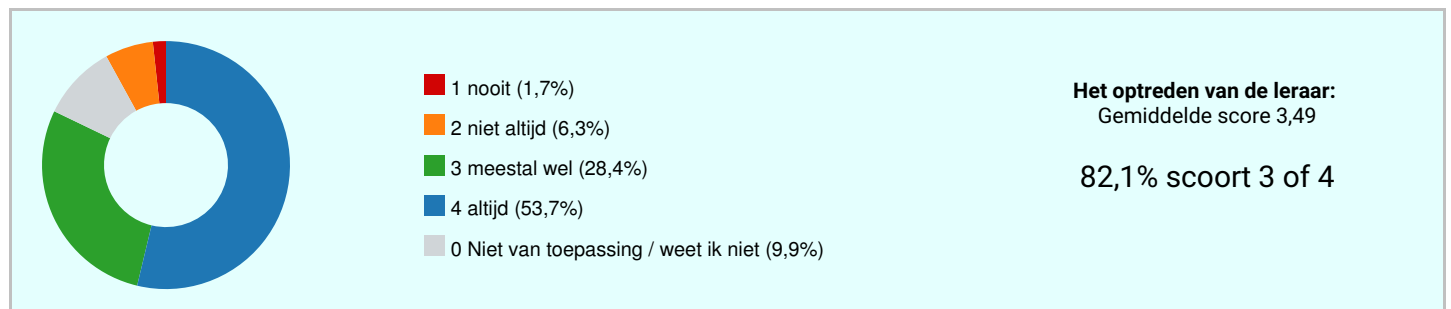 1 nooit (1,7%)
2 niet altijd (6,3%)
3 meestal wel (28,4%)
4 altijd (53,7%)
0 Niet van toepassing / weet ik niet (9,9%)
Het optreden van de leraar:
Gemiddelde score 3,49
82,1% scoort 3 of 4